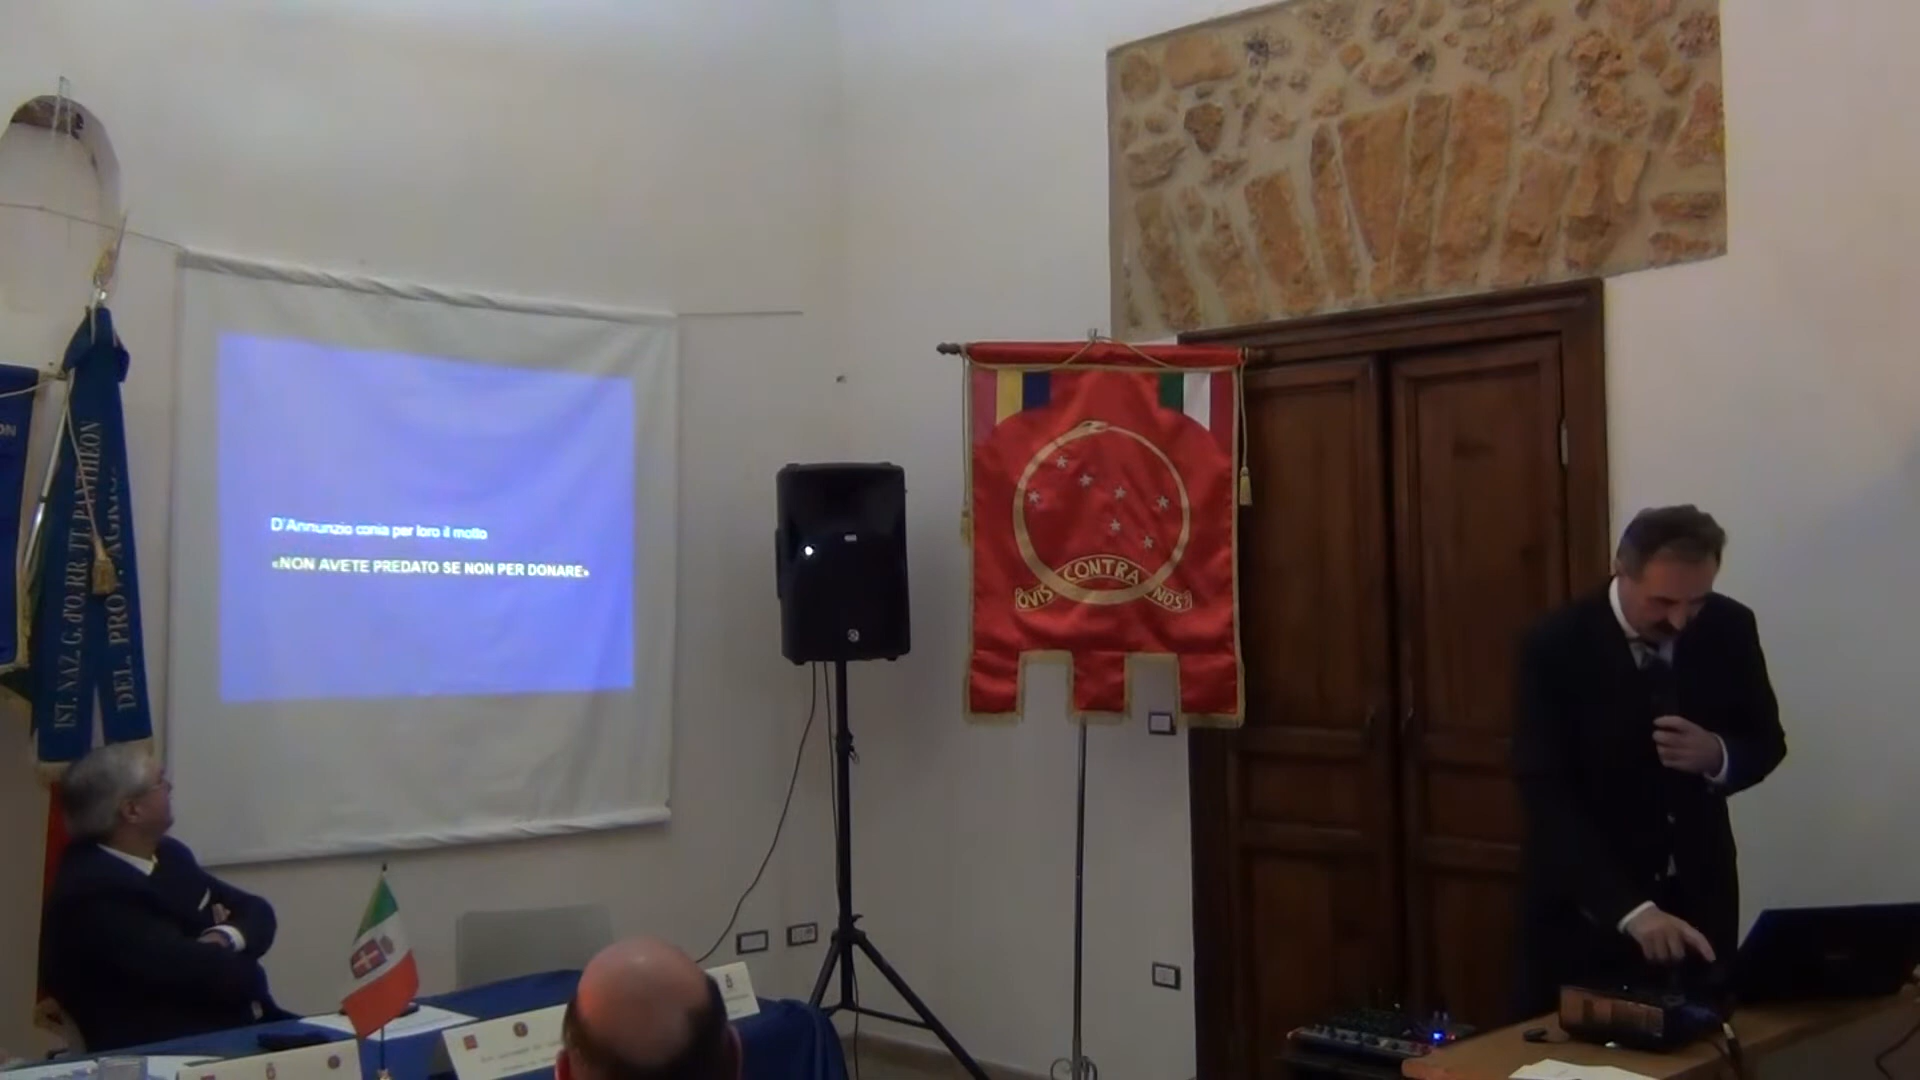 D'Annunzio conia per loro il motto
«NON AVETE PREDATO SE NON PER DONARE»
IST. NAZ. G. d'O. RR. TT. PANTHEON
DEL. PROV. AGRIG.
QVIS CONTRA NOS?
ON